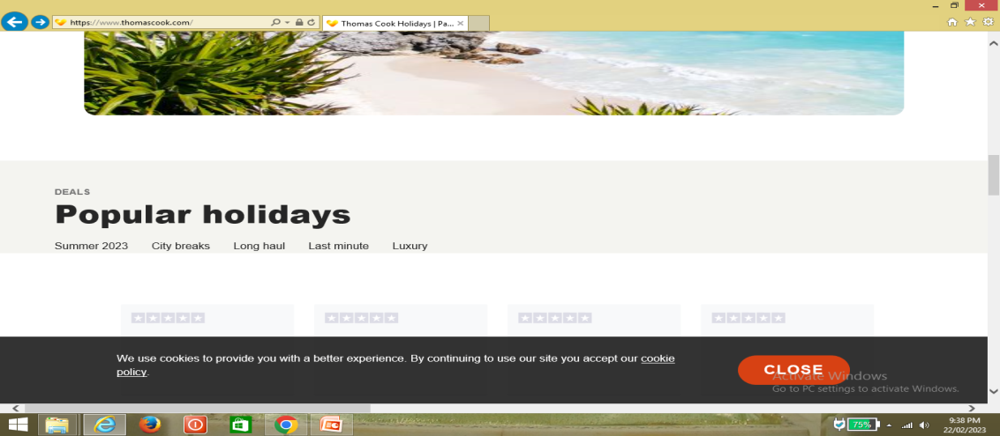 https://www.thomascook.com/
Thomas Cook Holidays | Pa...
DEALS
Popular holidays
Summer 2023 City breaks Long haul Last minute Luxury
We use cookies to provide you with a better experience. By continuing to use our site you accept our cookie
policy.
CLOSE
Activate Windows
Go to PC settings to activate Windows.
75%
9:38 PM
22/02/2023